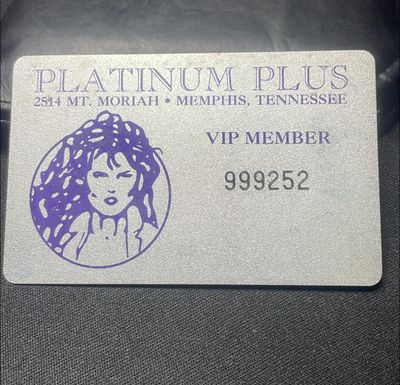 PLATINUM PLUS
2514 MT. MORIAH • MEMPHIS, TENNESSEE
VIP MEMBER
999252